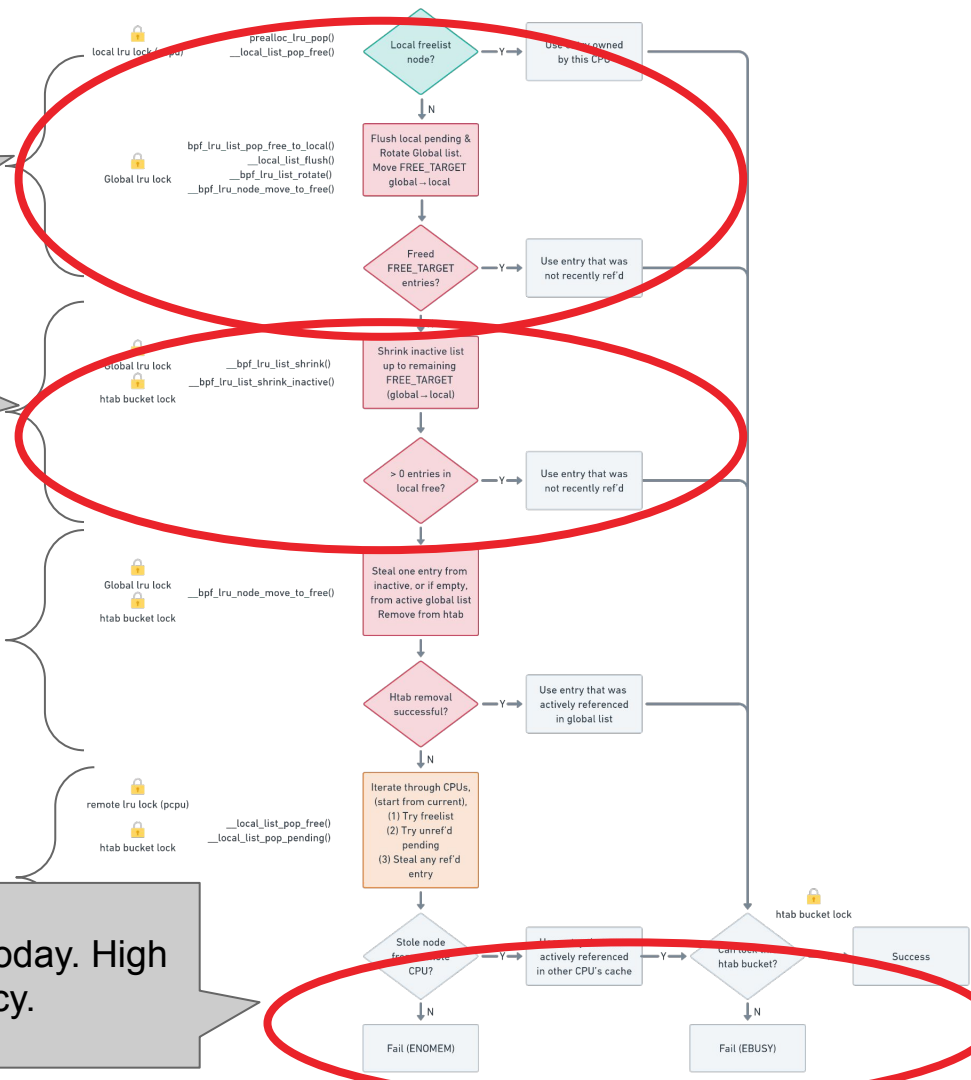 local lru lock
prealloc_lru_pop()
__local_list_pop_free()
Local freelist
node?
Y
by this CPU
N
Global lru lock
bpf_lru_list_pop_free_to_local()
__local_list_flush()
__bpf_lru_list_rotate()
__bpf_lru_node_move_to_free()
Flush local pending &
Rotate Global list.
Move FREE_TARGET
global→local
Freed
FREE_TARGET
entries?
Y
Use entry that was
not recently ref'd
Global lru lock
htab bucket lock
__bpf_lru_list_shrink()
__bpf_lru_list_shrink_inactive()
Shrink inactive list
up to remaining
FREE_TARGET
(global→local)
> 0 entries in
local free?
Y
Use entry that was
not recently ref'd
Global lru lock
htab bucket lock
__bpf_lru_node_move_to_free()
Steal one entry from
inactive, or if empty,
from active global list
Remove from htab
Htab removal
successful?
Y
Use entry that was
actively referenced
in global list
N
remote lru lock (pcpu)
htab bucket lock
__local_list_pop_free()
__local_list_pop_pending()
Iterate through CPUs,
(start from current),
(1) Try freelist
(2) Try unref'd
pending
(3) Steal any ref'd
entry
oday. High
cy.
Stole node
CPU?
Y
actively referenced
in other CPU's cache
Y
htab bucket lock
htab bucket?
Success
N
N
Fail (ENOMEM)
Fail (EBUSY)